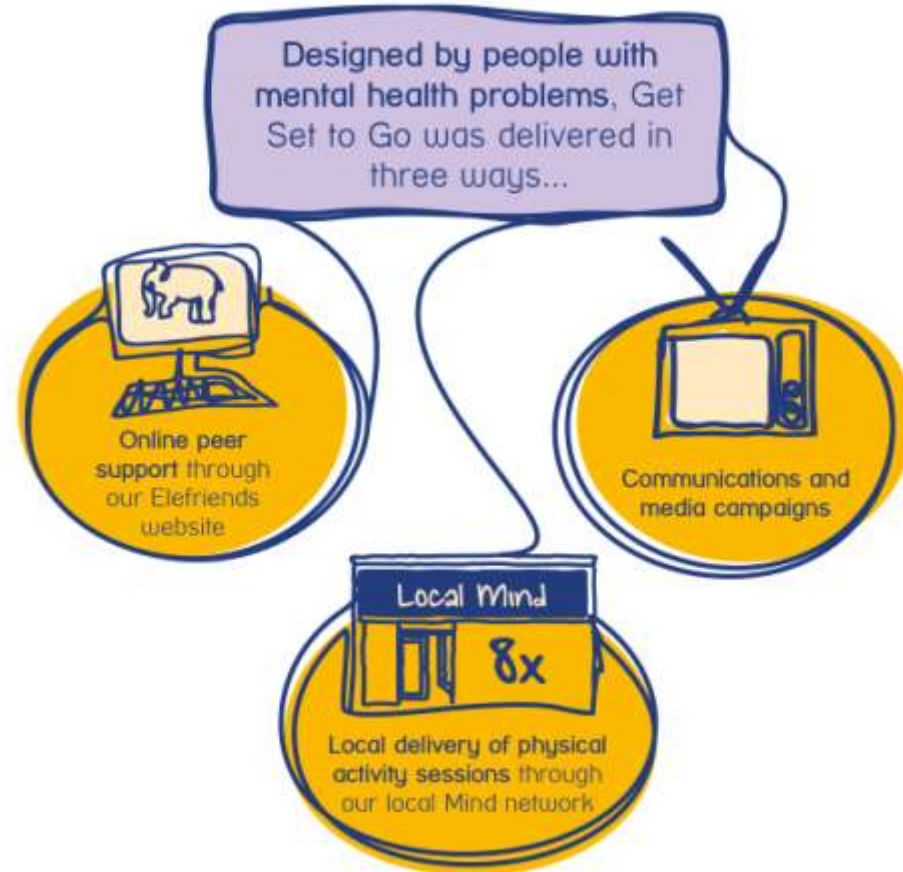 Designed by people with
mental health problems, Get
Set to Go was delivered in
three ways...
Online peer
support through
our Elefriends
website
Communications and
media campaigns
Local Mind
8x
Local delivery of physical
activity sessions through
our local Mind network